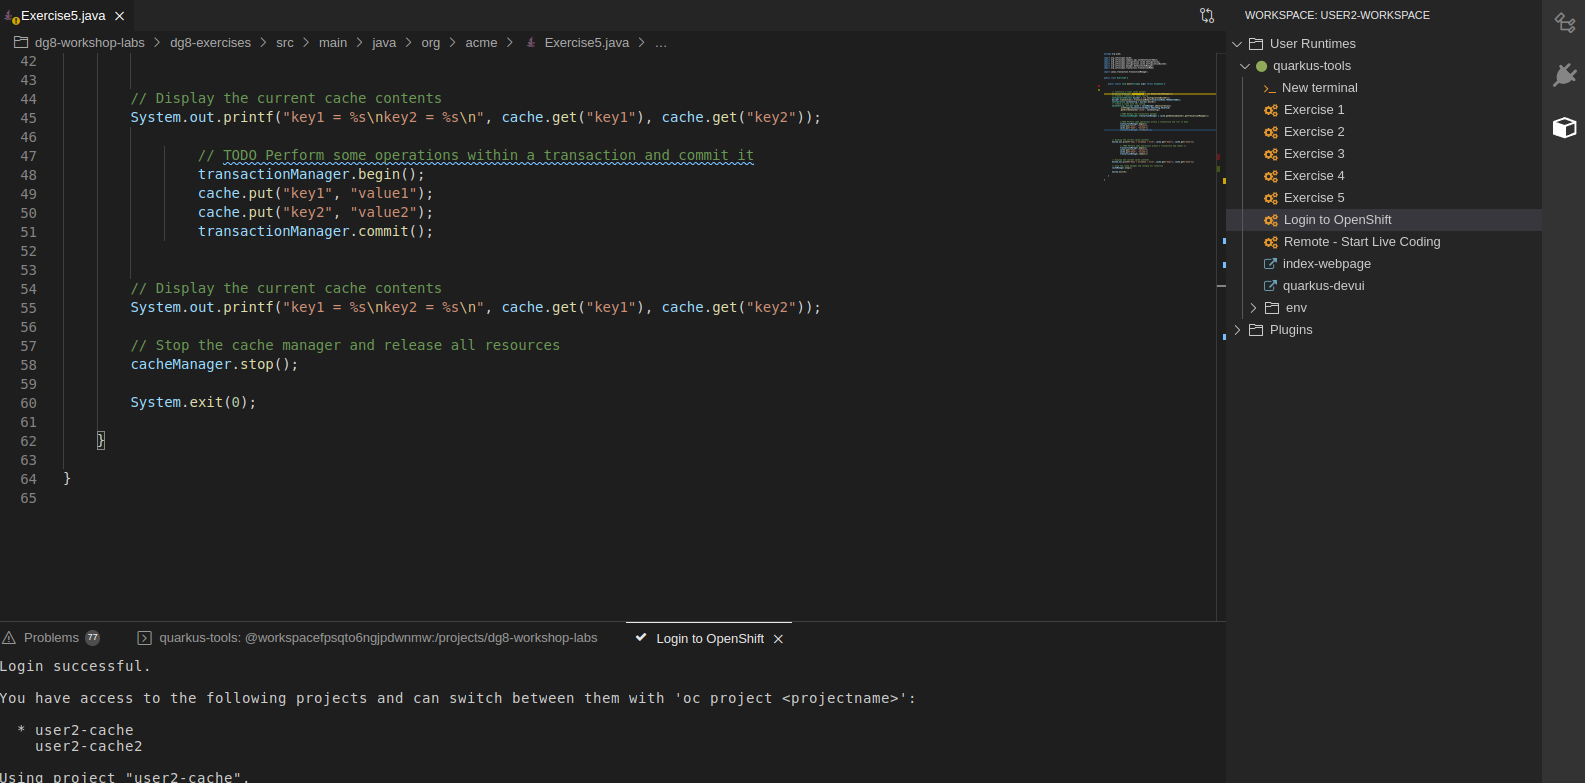 Exercise5.java
dg8-workshop-labs > dg8-exercises > src > main > java > org > acme > Exercise5.java > ...
42
43
44 // Display the current cache contents
45 System.out.printf("key1 = %s\nkey2 = %s\n", cache.get("key1"), cache.get("key2"));
46
47 // TODO Perform some operations within a transaction and commit it
48 transactionManager.begin();
49 cache.put("key1", "value1");
50 cache.put("key2", "value2");
51 transactionManager.commit();
52
53
54 // Display the current cache contents
55 System.out.printf("key1 = %s\nkey2 = %s\n", cache.get("key1"), cache.get("key2"));
56
57 // Stop the cache manager and release all resources
58 cacheManager.stop();
59
60 System.exit(0);
61
62 }
63
64 }
65
Problems 77 quarkus-tools: @workspacefpsqto6ngjpdwnmw:/projects/dg8-workshop-labs Login to OpenShift
Login successful.
You have access to the following projects and can switch between them with 'oc project <projectname>':
* user2-cache
user2-cache2
Using project "user2-cache".
WORKSPACE: USER2-WORKSPACE
User Runtimes
quarkus-tools
New terminal
Exercise 1
Exercise 2
Exercise 3
Exercise 4
Exercise 5
Login to OpenShift
Remote - Start Live Coding
index-webpage
quarkus-devui
env
Plugins